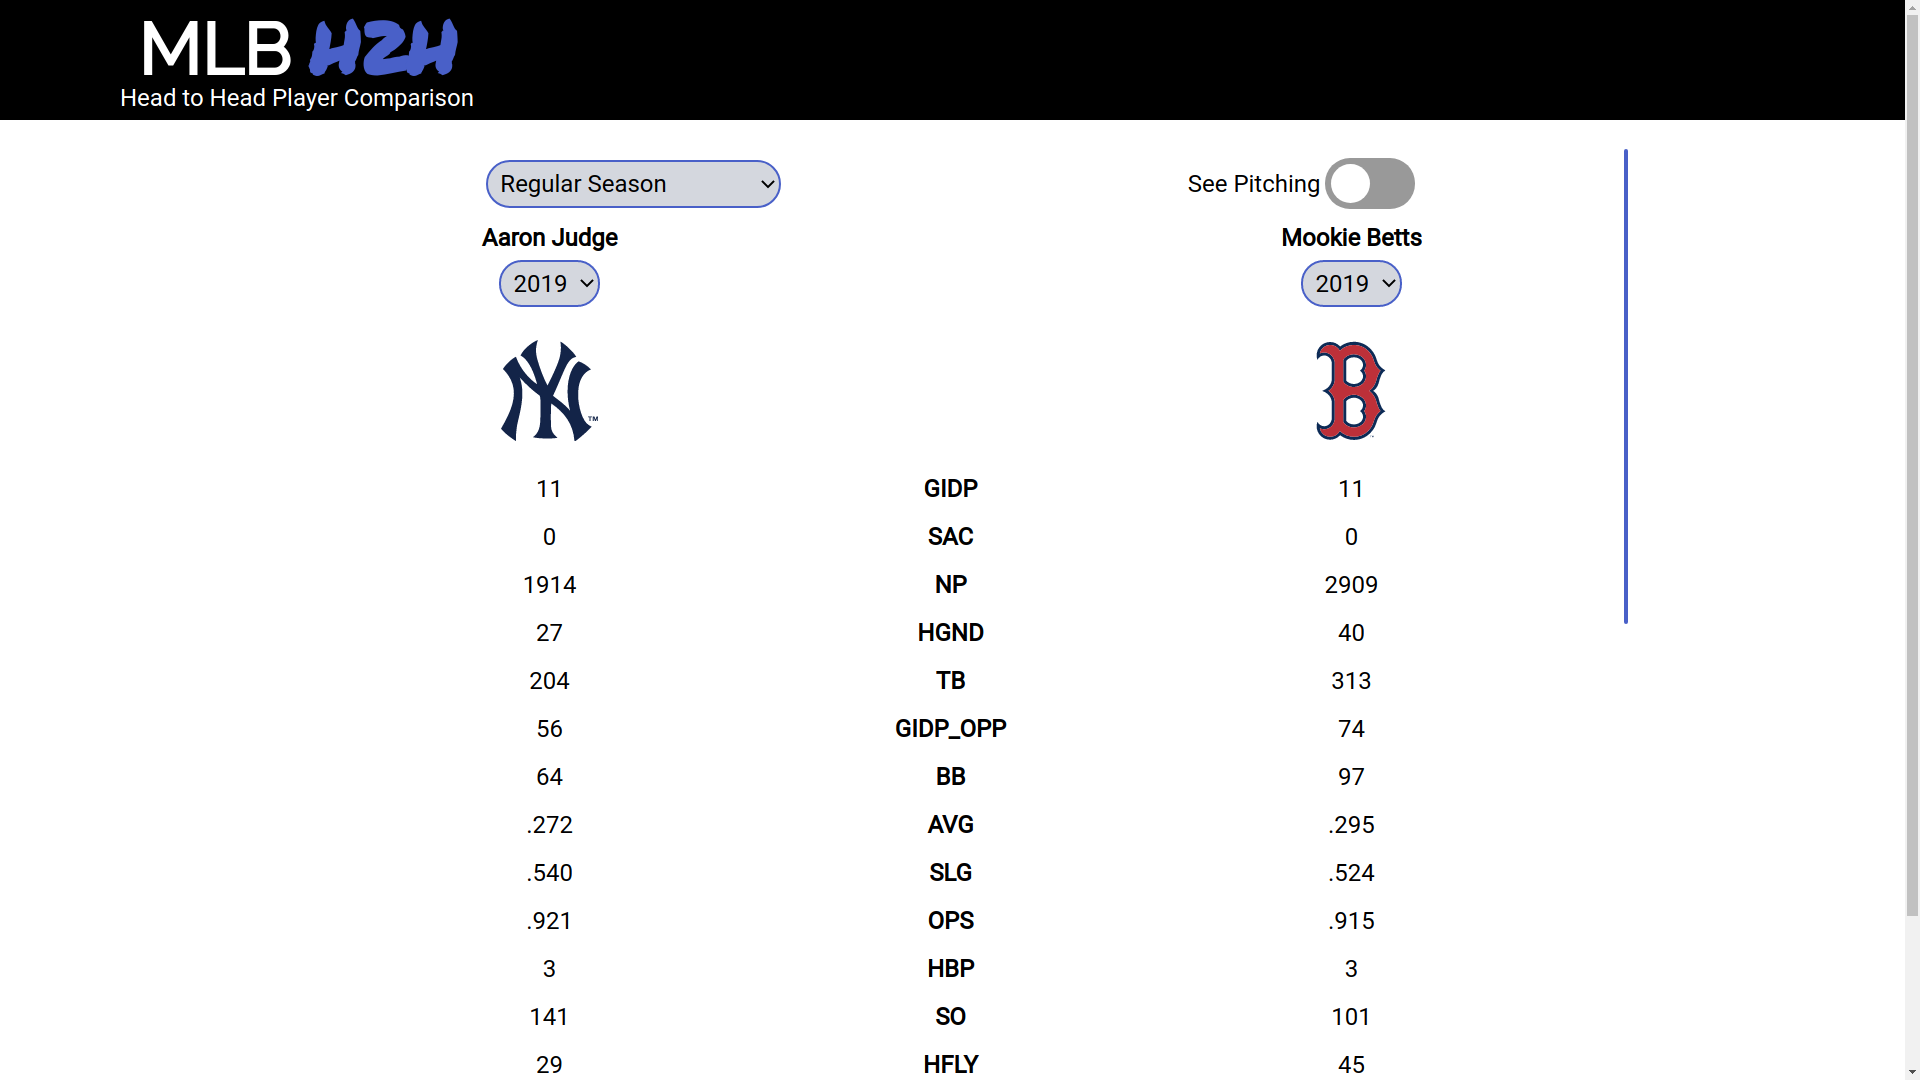 MLB H2H
Head to Head Player Comparison
Regular Season
See Pitching
Aaron Judge
Mookie Betts
2019
2019
NY
TM
B
11 GIDP 11
0 SAC 0
1914 NP 2909
27 HGND 40
204 TB 313
56 GIDP_OPP 74
64 BB 97
.272 AVG .295
.540 SLG .524
.921 OPS .915
3 HBP 3
141 SO 101
29 HFLY 45